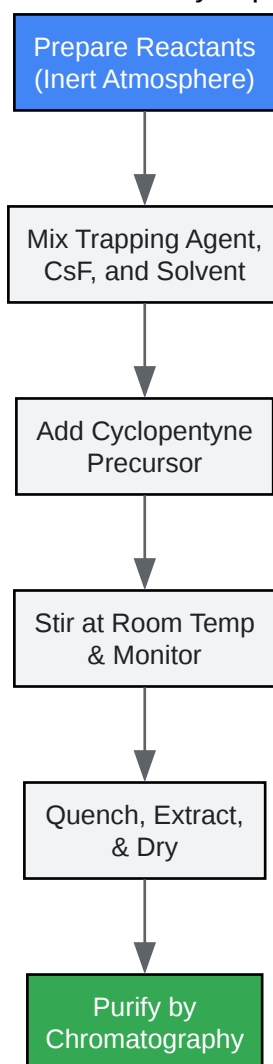 Prepare Reactants
(Inert Atmosphere)
Mix Trapping Agent,
CsF, and Solvent
Add Cyclopentyne
Precursor
Stir at Room Temp
& Monitor
Quench, Extract,
& Dry
Purify by
Chromatography